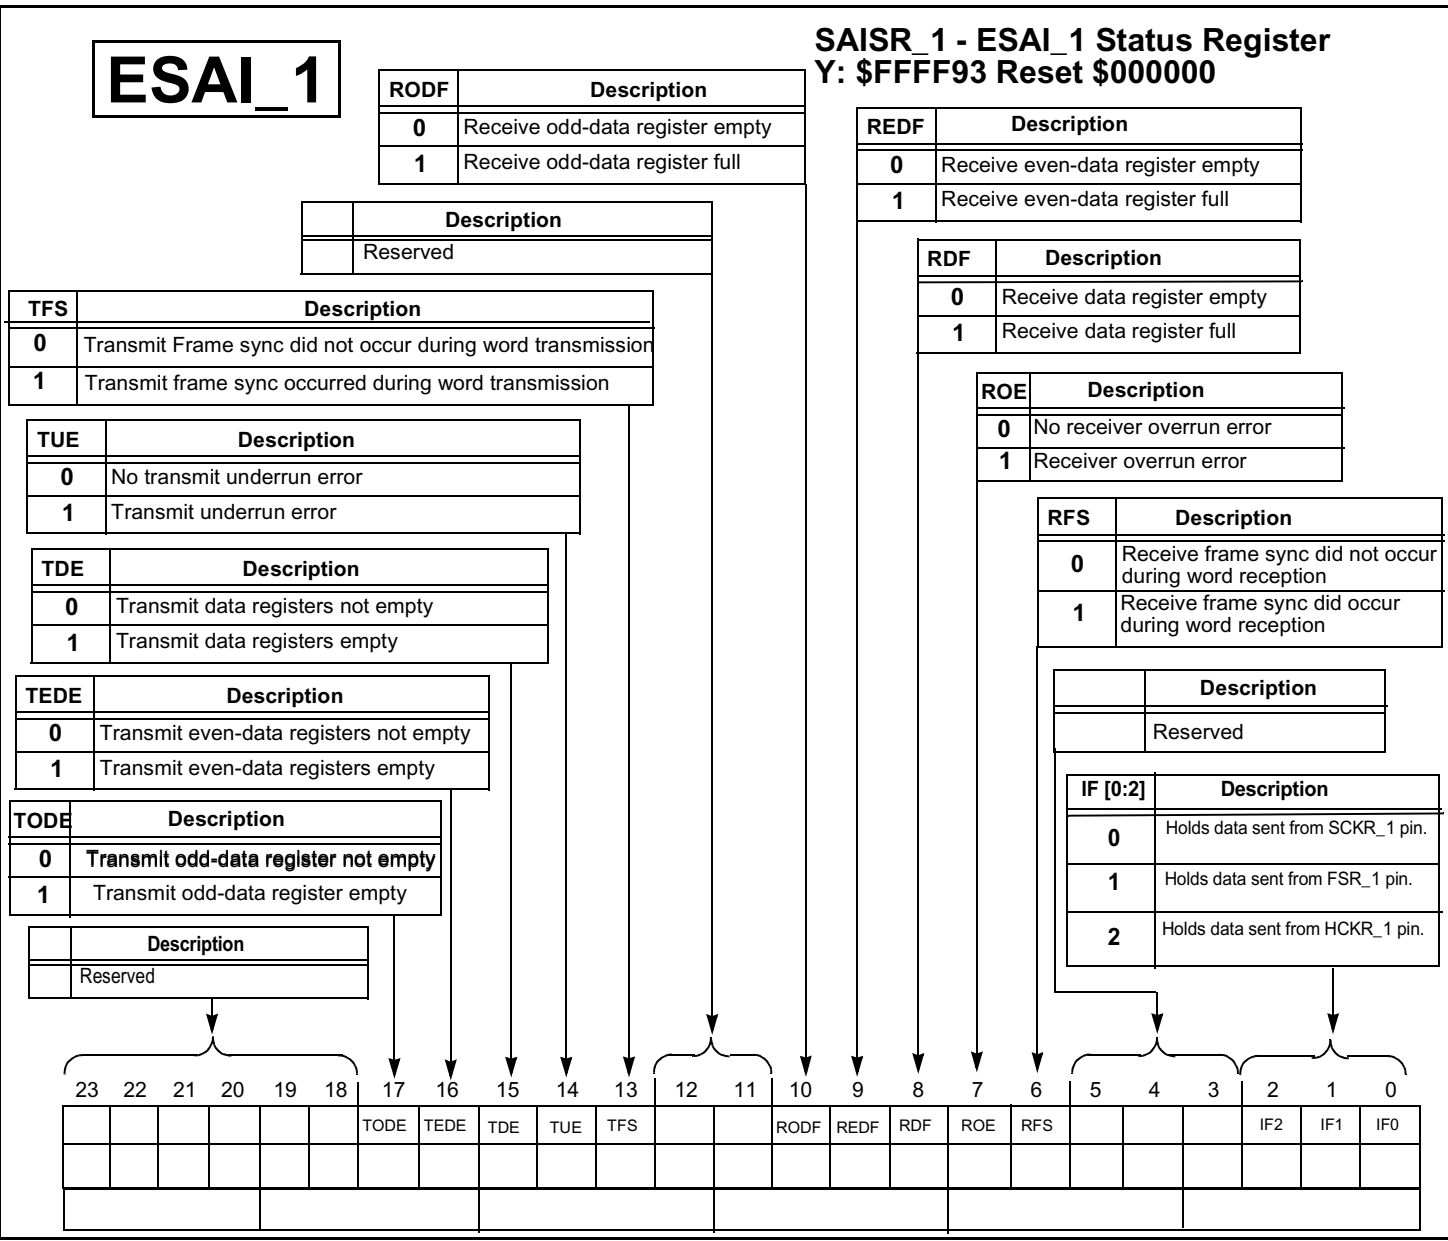 ESAI_1
SAISR_1 - ESAI_1 Status Register
Y: $FFFF93 Reset $000000
RODF Description
0 Receive odd-data register empty
1 Receive odd-data register full
REDF Description
0 Receive even-data register empty
1 Receive even-data register full
Description
Reserved
RDF Description
0 Receive data register empty
1 Receive data register full
TFS Description
0 Transmit Frame sync did not occur during word transmission
1 Transmit frame sync occurred during word transmission
ROE Description
0 No receiver overrun error
1 Receiver overrun error
TUE Description
0 No transmit underrun error
1 Transmit underrun error
RFS Description
0 Receive frame sync did not occur
during word reception
1 Receive frame sync did occur
during word reception
TDE Description
0 Transmit data registers not empty
1 Transmit data registers empty
Description
Reserved
TEDE Description
0 Transmit even-data registers not empty
1 Transmit even-data registers empty
IF [0:2] Description
0 Holds data sent from SCKR_1 pin.
1 Holds data sent from FSR_1 pin.
2 Holds data sent from HCKR_1 pin.
TODE Description
0 Transmit odd-data register not empty
1 Transmit odd-data register empty
Description
Reserved
23 22 21 20 19 18 17 16 15 14 13 12 11 10 9 8 7 6 5 4 3 2 1 0
TODE TEDE TDE TUE TFS RODF REDF RDF ROE RFS IF2 IF1 IF0